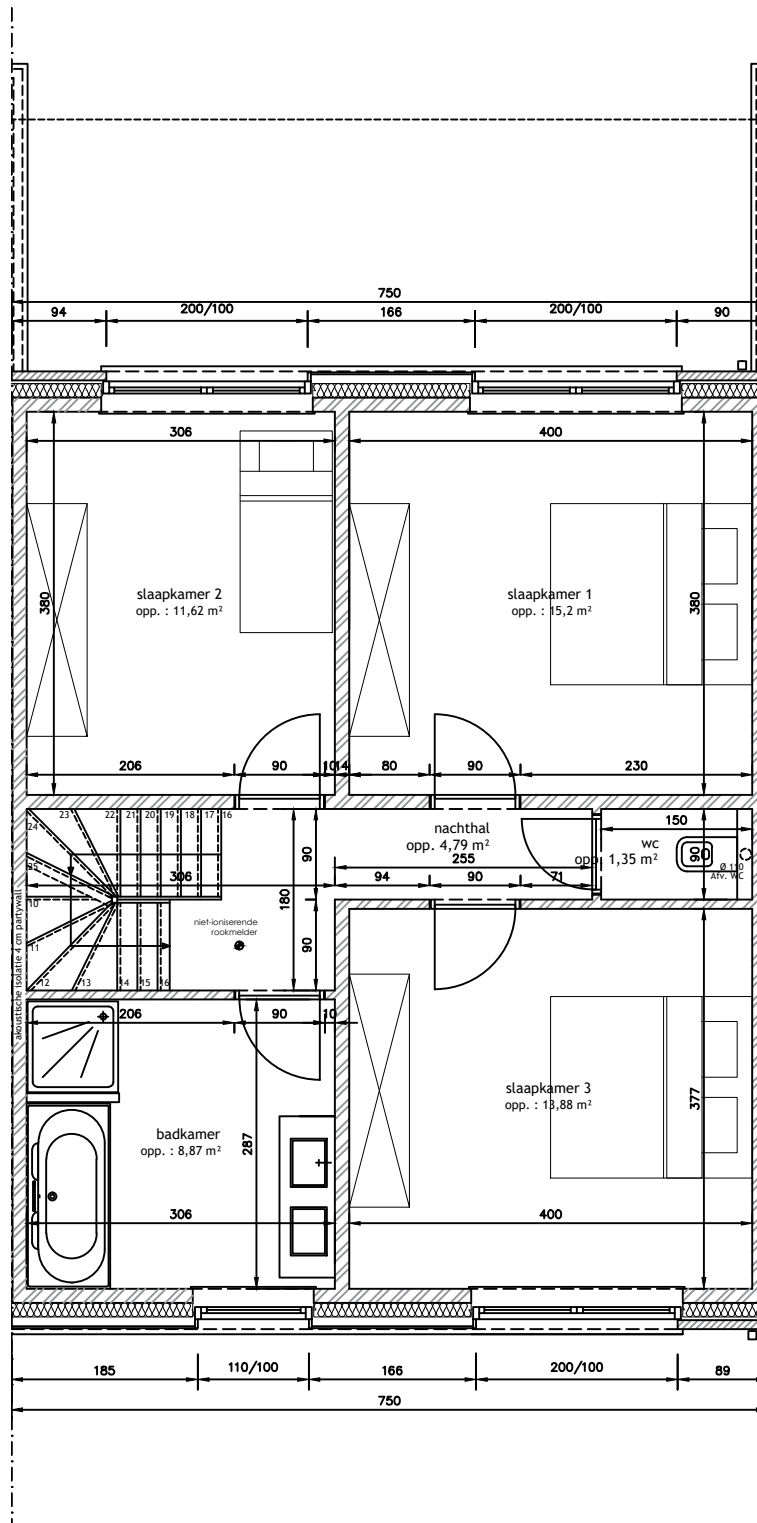 750
94 200/100 166 200/100 90
306 400
slaapkamer 2
opp. : 11,62 m²
slaapkamer 1
opp. : 15,2 m²
380 380
206 90 10 14 80 90 230
24 23 22 21 20 19 18 17 16
nachthal
opp. 4,79 m²
wc
opp. 1,35 m²
150
90
90
Ø 110
Afv. WC
255
25
306 94 90 71
180
10
niet-ioniserende
rookmelder
90
11
12 13 14 15 16
akoustische isolatie 4 cm partywall
206 90 10
slaapkamer 3
opp. : 13,88 m²
377
badkamer
opp. : 8,87 m²
287
306 400
185 110/100 166 200/100 89
750